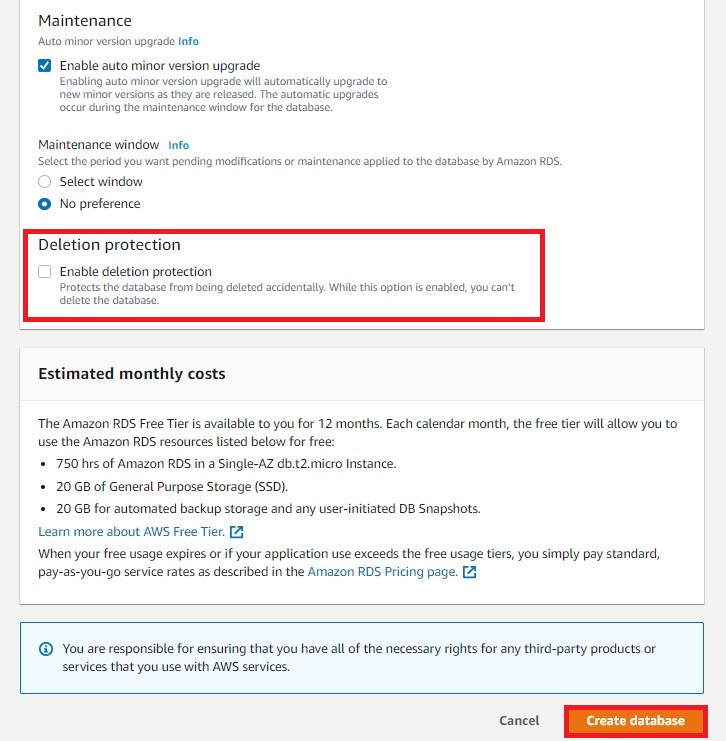 Maintenance
Auto minor version upgrade Info
Enable auto minor version upgrade
Enabling auto minor version upgrade will automatically upgrade to
new minor versions as they are released. The automatic upgrades
occur during the maintenance window for the database.
Maintenance window Info
Select the period you want pending modifications or maintenance applied to the database by Amazon RDS.
Select window
No preference
Deletion protection
Enable deletion protection
Protects the database from being deleted accidentally. While this option is enabled, you can't
delete the database.
Estimated monthly costs
The Amazon RDS Free Tier is available to you for 12 months. Each calendar month, the free tier will allow you to
use the Amazon RDS resources listed below for free:
• 750 hrs of Amazon RDS in a Single-AZ db.t2.micro Instance.
• 20 GB of General Purpose Storage (SSD).
• 20 GB for automated backup storage and any user-initiated DB Snapshots.
Learn more about AWS Free Tier.
When your free usage expires or if your application use exceeds the free usage tiers, you simply pay standard,
pay-as-you-go service rates as described in the Amazon RDS Pricing page.
You are responsible for ensuring that you have all of the necessary rights for any third-party products or
services that you use with AWS services.
Cancel Create database